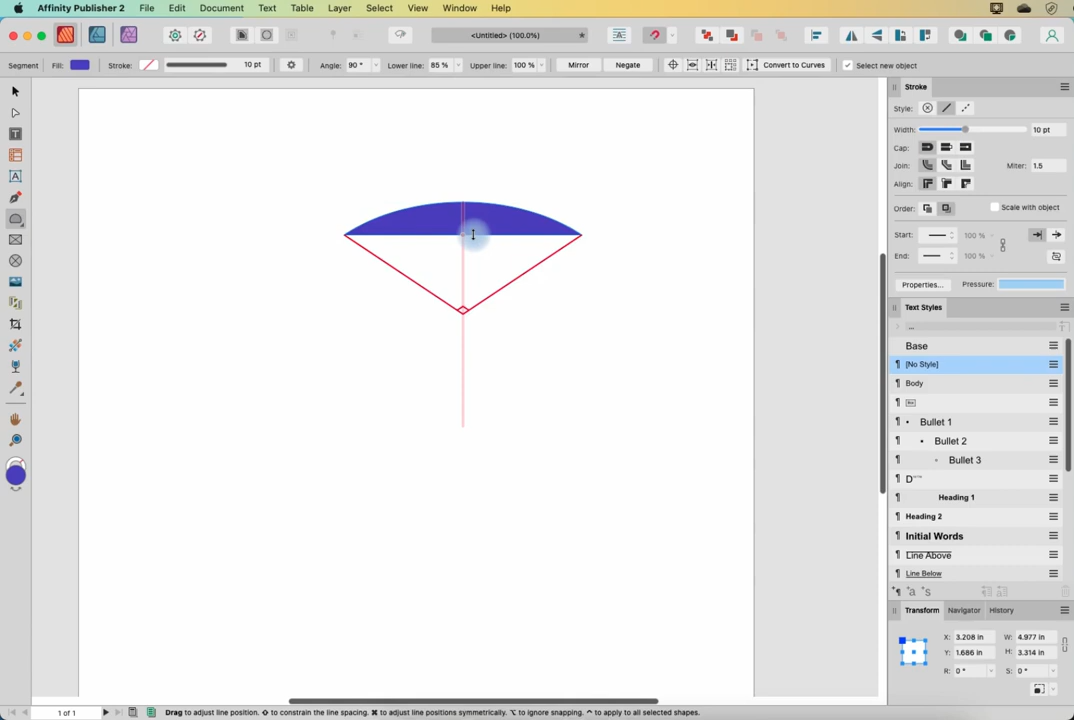 Affinity Publisher 2 File Edit Document Text Table Layer Select View Window Help
<Untitled> (100.0%)
Segment Fill: Stroke: 10 pt Angle: 90 ° Lower line: 85 % Upper line: 100 % Mirror Negate Convert to Curves Select new object
Stroke
Style:
Width: 10 pt
Cap:
Join: Miter: 1.5
Align:
Order: Scale with object
Start: 100 %
End: 100 %
Properties... Pressure:
Text Styles
Base
[No Style]
Body
Bullet 1
Bullet 2
Bullet 3
Heading 1
Heading 2
Initial Words
Line Above
Line Below
Transform Navigator History
X: 3.208 in W: 4.977 in
Y: 1.686 in H: 3.314 in
R: 0 ° S: 0 °
1 of 1 Drag to adjust line position. ⇧ to constrain the line spacing. ⌘ to adjust line positions symmetrically. ⌥ to ignore snapping. ^ to apply to all selected shapes.